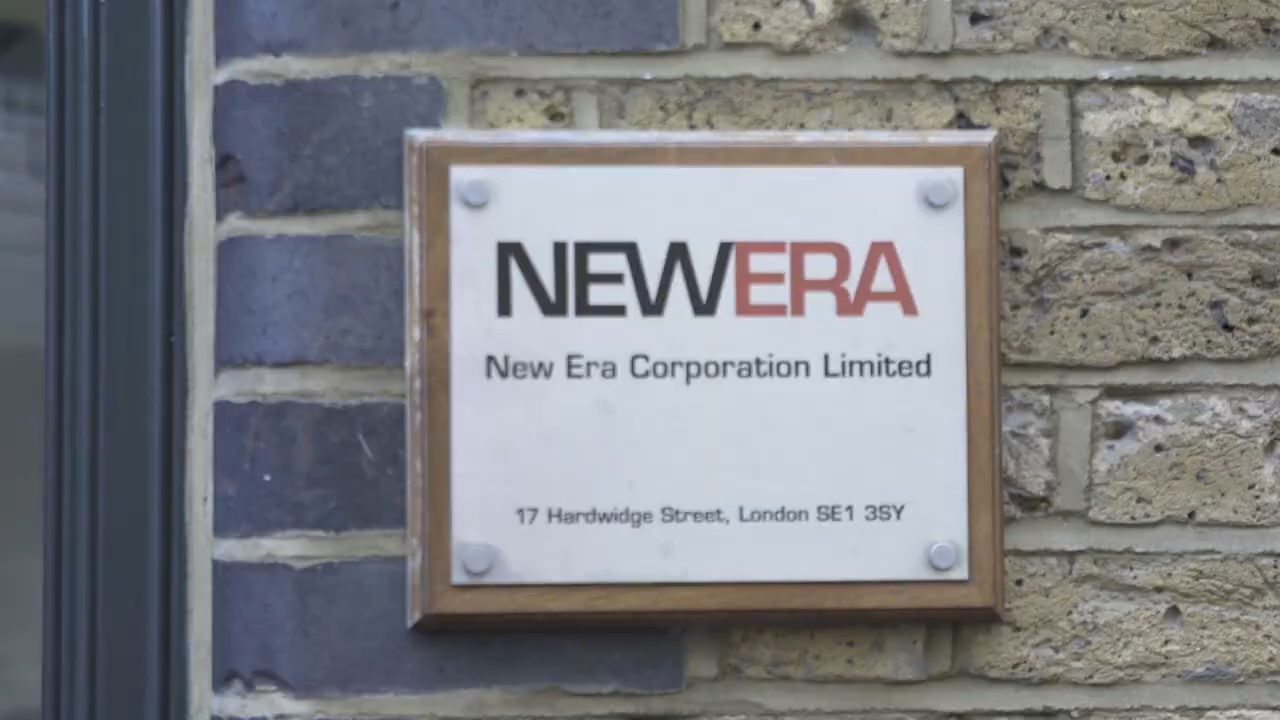 NEWERA
New Era Corporation Limited
17 Hardwidge Street, London SE1 3SY